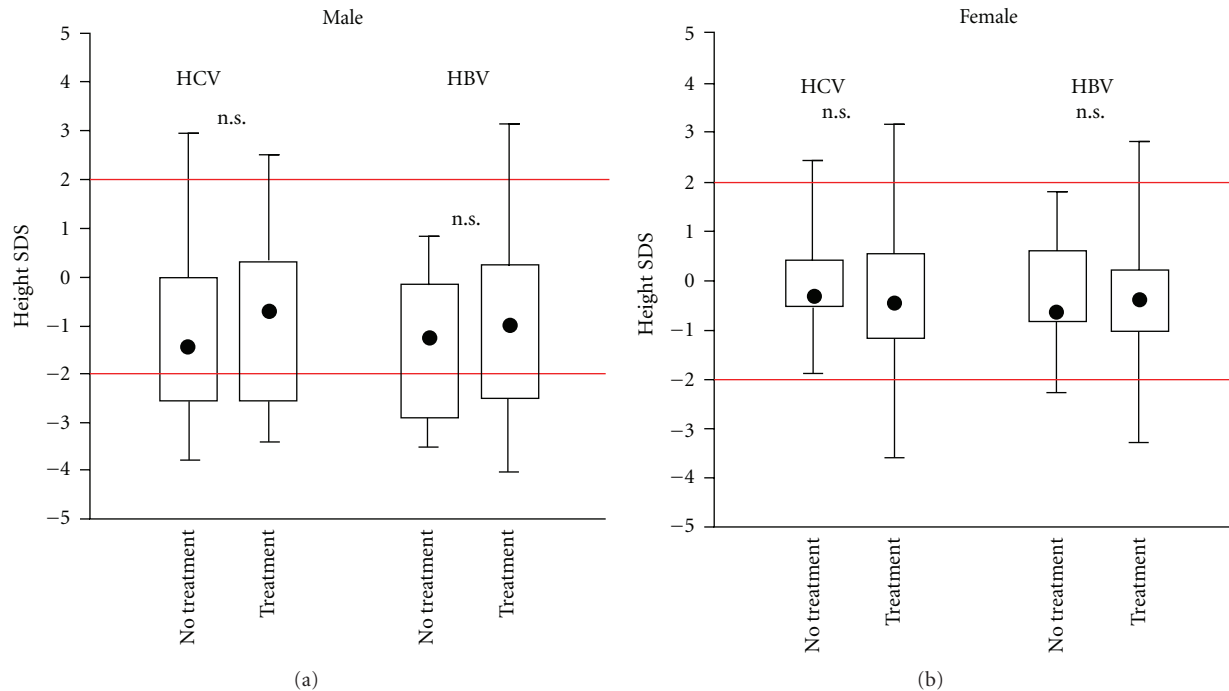 Male
Height SDS
5
4
3
2
1
0
−1
−2
−3
−4
−5
HCV
n.s.
HBV
n.s.
No treatment
Treatment
No treatment
Treatment
(a)
Female
Height SDS
5
4
3
2
1
0
−1
−2
−3
−4
−5
HCV
n.s.
HBV
n.s.
No treatment
Treatment
No treatment
Treatment
(b)